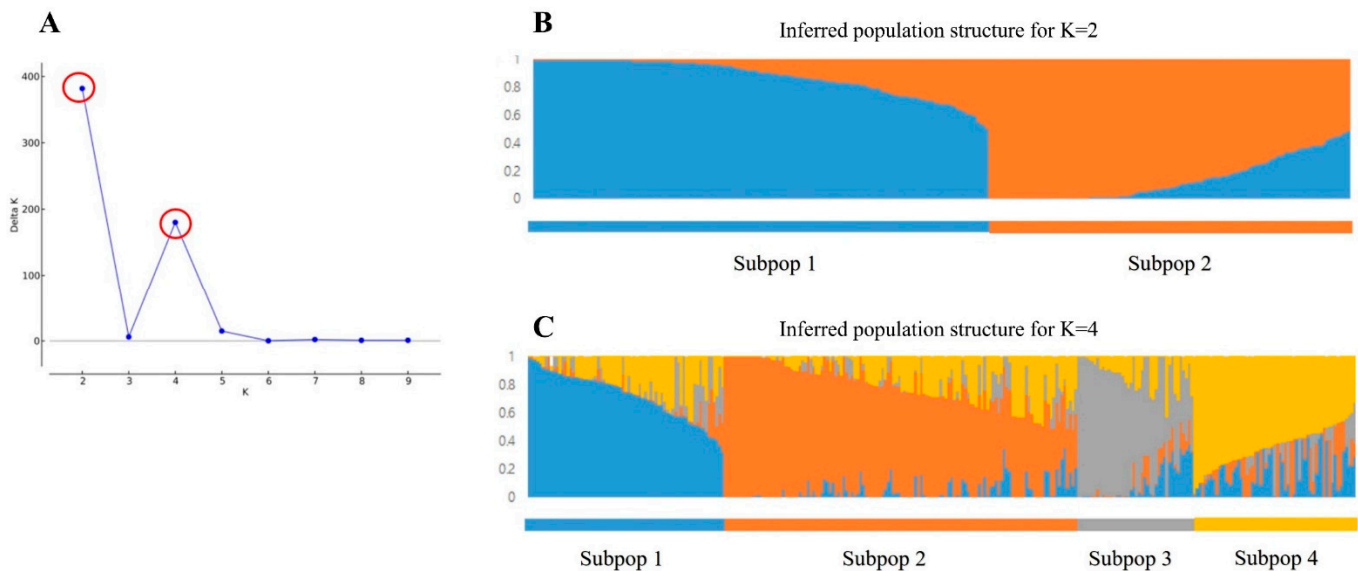 A
400
300
200
100
0
Delta K
2 3 4 5 6 7 8 9
K
B
Inferred population structure for K=2
1
0.8
0.6
0.4
0.2
0
Subpop 1 Subpop 2
C
Inferred population structure for K=4
1
0.8
0.6
0.4
0.2
0
Subpop 1 Subpop 2 Subpop 3 Subpop 4